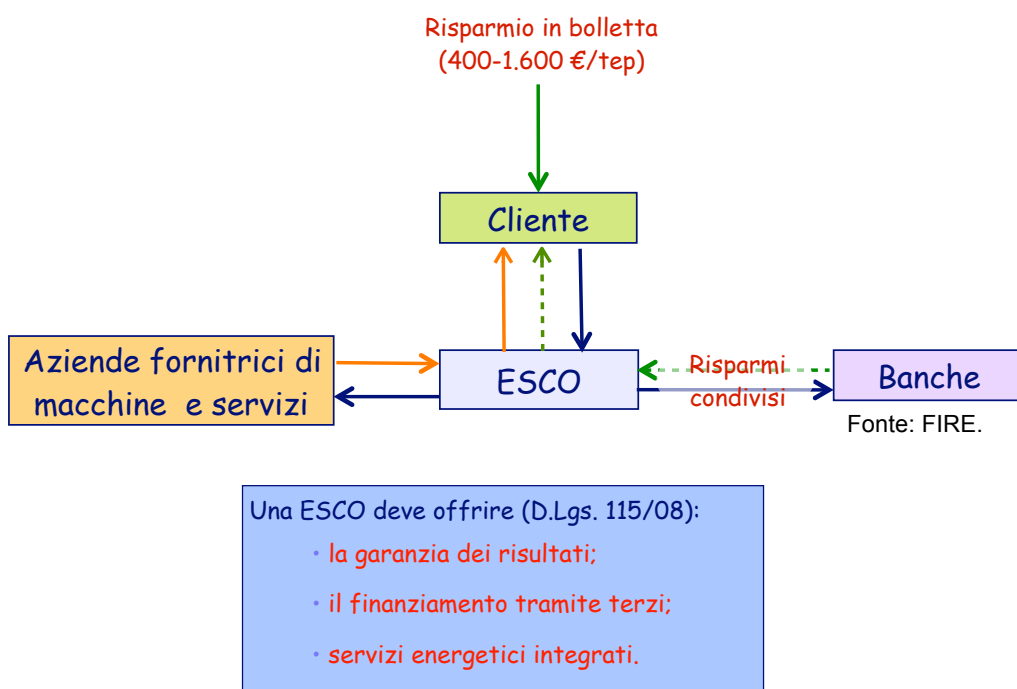 Risparmio in bolletta
(400-1.600 €/tep)
Cliente
Aziende fornitrici di
macchine e servizi
ESCO
Risparmi
condivisi
Banche
Fonte: FIRE.
Una ESCO deve offrire (D.Lgs. 115/08):
• la garanzia dei risultati;
• il finanziamento tramite terzi;
• servizi energetici integrati.